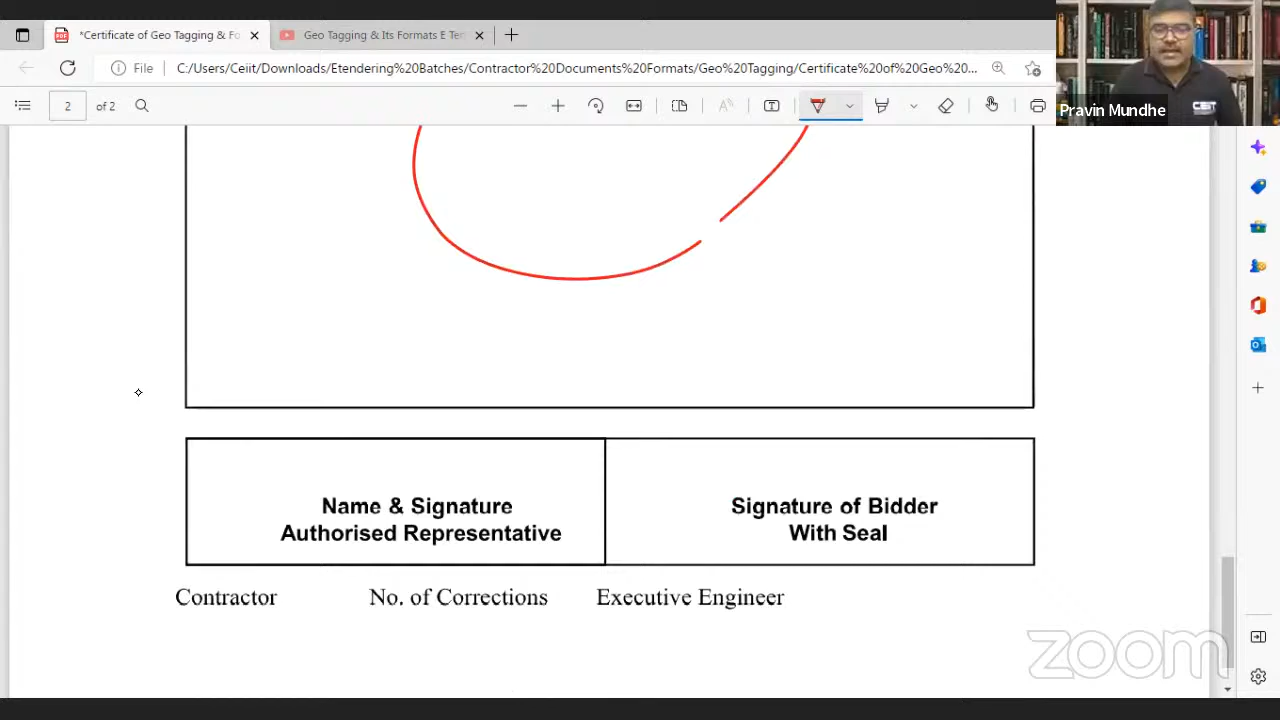 *Certificate of Geo Tagging & Fo
Geo Tagging & Its Formats E Ten
Pravin Mundhe
CEIIT
File
C:/Users/Ceiit/Downloads/Etendering%20Batches/Contractor%20Documents%20Formats/Geo%20Tagging/Certificate%20of%20Geo%20...
2 of 2
Name & Signature
Authorised Representative
Signature of Bidder
With Seal
Contractor No. of Corrections Executive Engineer
zoom